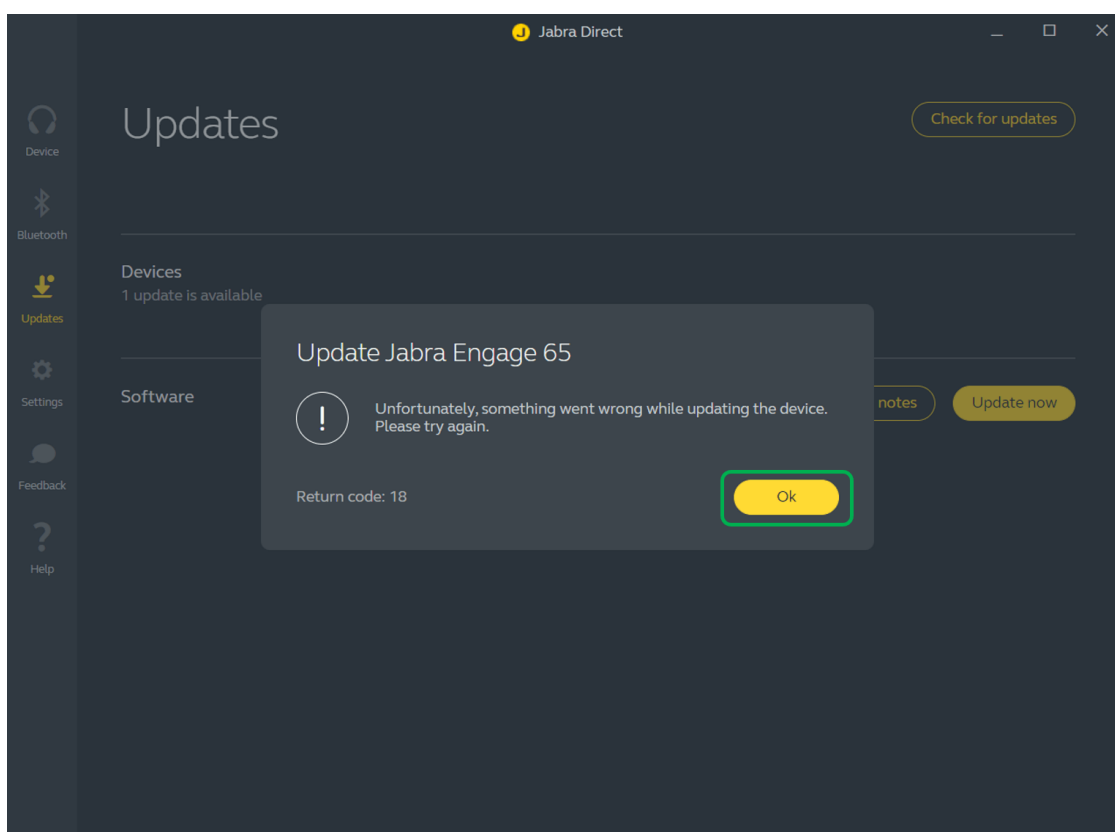 Jabra Direct
Updates
Check for updates
Device
Bluetooth
Updates
Settings
Feedback
Help
Devices
1 update is available
Software
notes
Update now
Update Jabra Engage 65
Unfortunately, something went wrong while updating the device.
Please try again.
Return code: 18
Ok